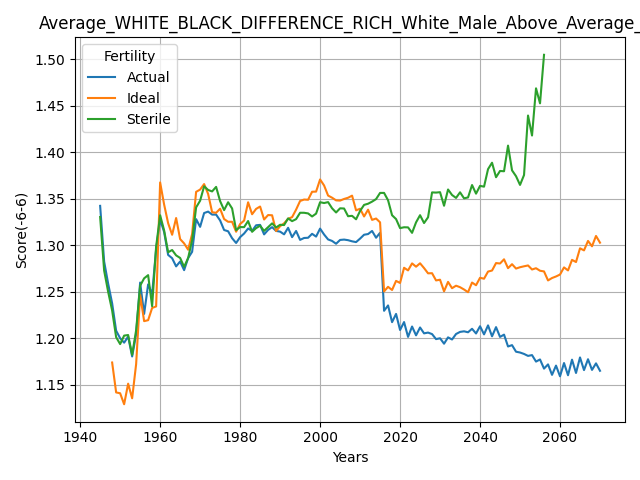 Average_WHITE_BLACK_DIFFERENCE_RICH_White_Male_Above_Average_
Fertility
Actual
Ideal
Sterile
Score(-6-6)
1.50
1.45
1.40
1.35
1.30
1.25
1.20
1.15
1940 1960 1980 2000 2020 2040 2060
Years